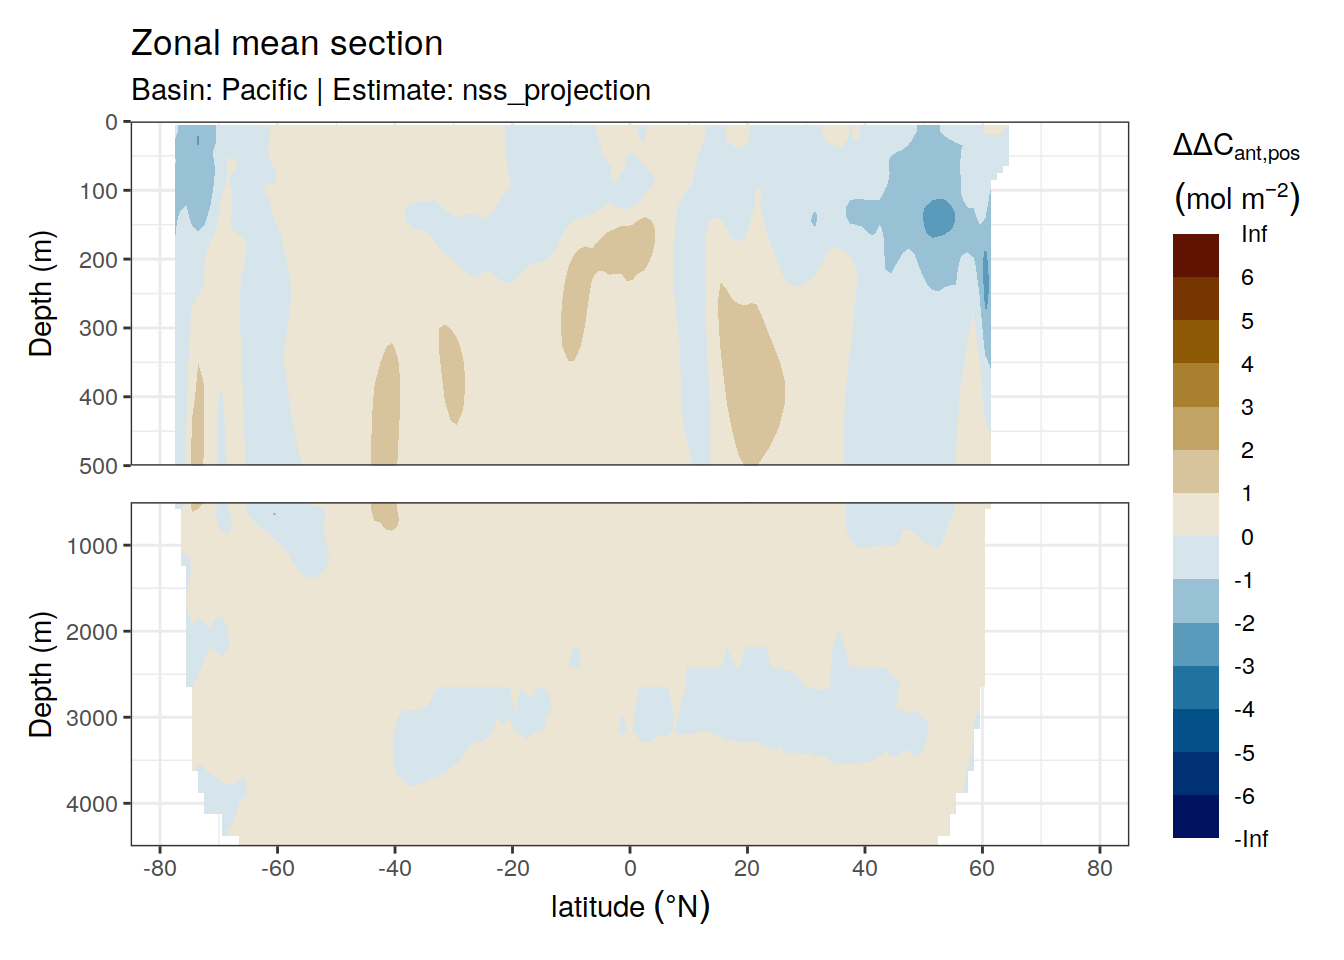 Zonal mean section
Basin: Pacific | Estimate: nss_projection
0
100
200
300
400
500
Depth (m)
1000
2000
3000
4000
Depth (m)
-80 -60 -40 -20 0 20 40 60 80
latitude (°N)
ΔΔCant,pos
(mol m−2)
Inf
6
5
4
3
2
1
0
-1
-2
-3
-4
-5
-6
-Inf